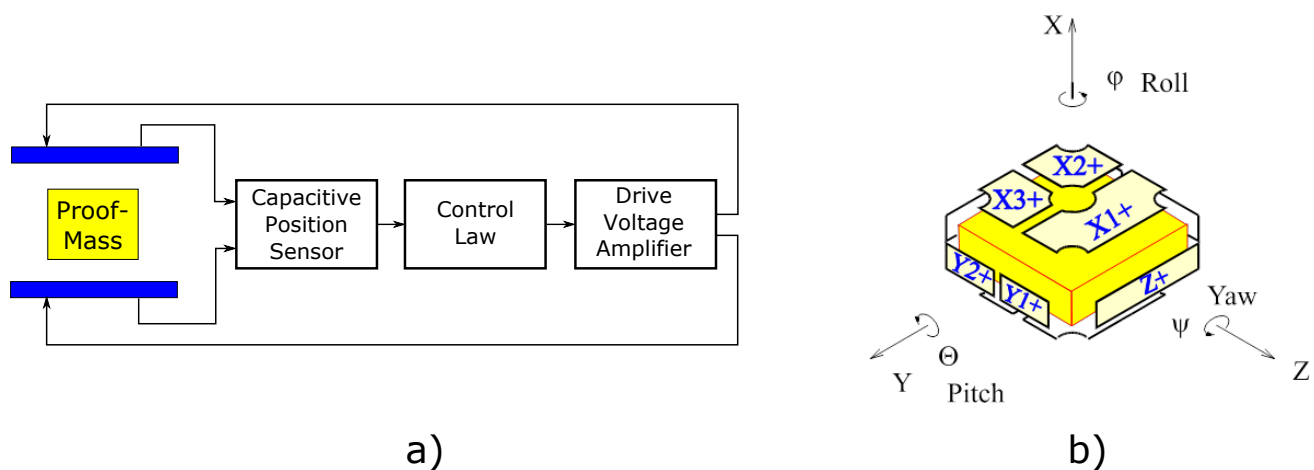 Proof-
Mass
Capacitive
Position
Sensor
Control
Law
Drive
Voltage
Amplifier
a)
X
φ Roll
X2+
X3+
X1+
Y2+
Y1+
Z+
Yaw
ψ
Z
Θ
Y
Pitch
b)